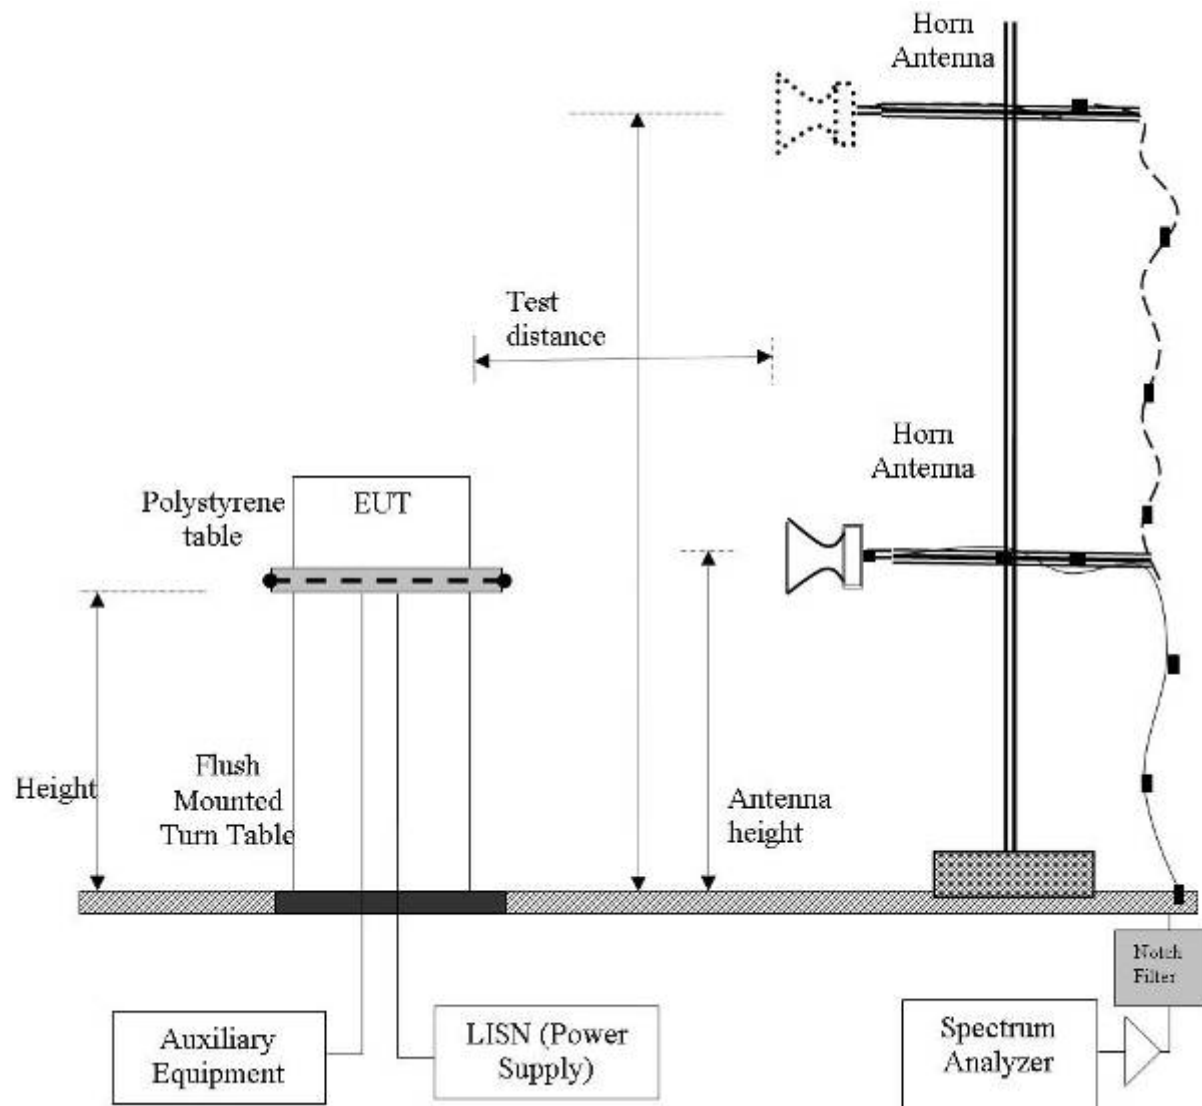 Horn
Antenna
Test
distance
Horn
Antenna
Polystyrene
table
EUT
Height
Flush
Mounted
Turn Table
Antenna
height
Notch
Filter
Auxiliary
Equipment
LISN (Power
Supply)
Spectrum
Analyzer